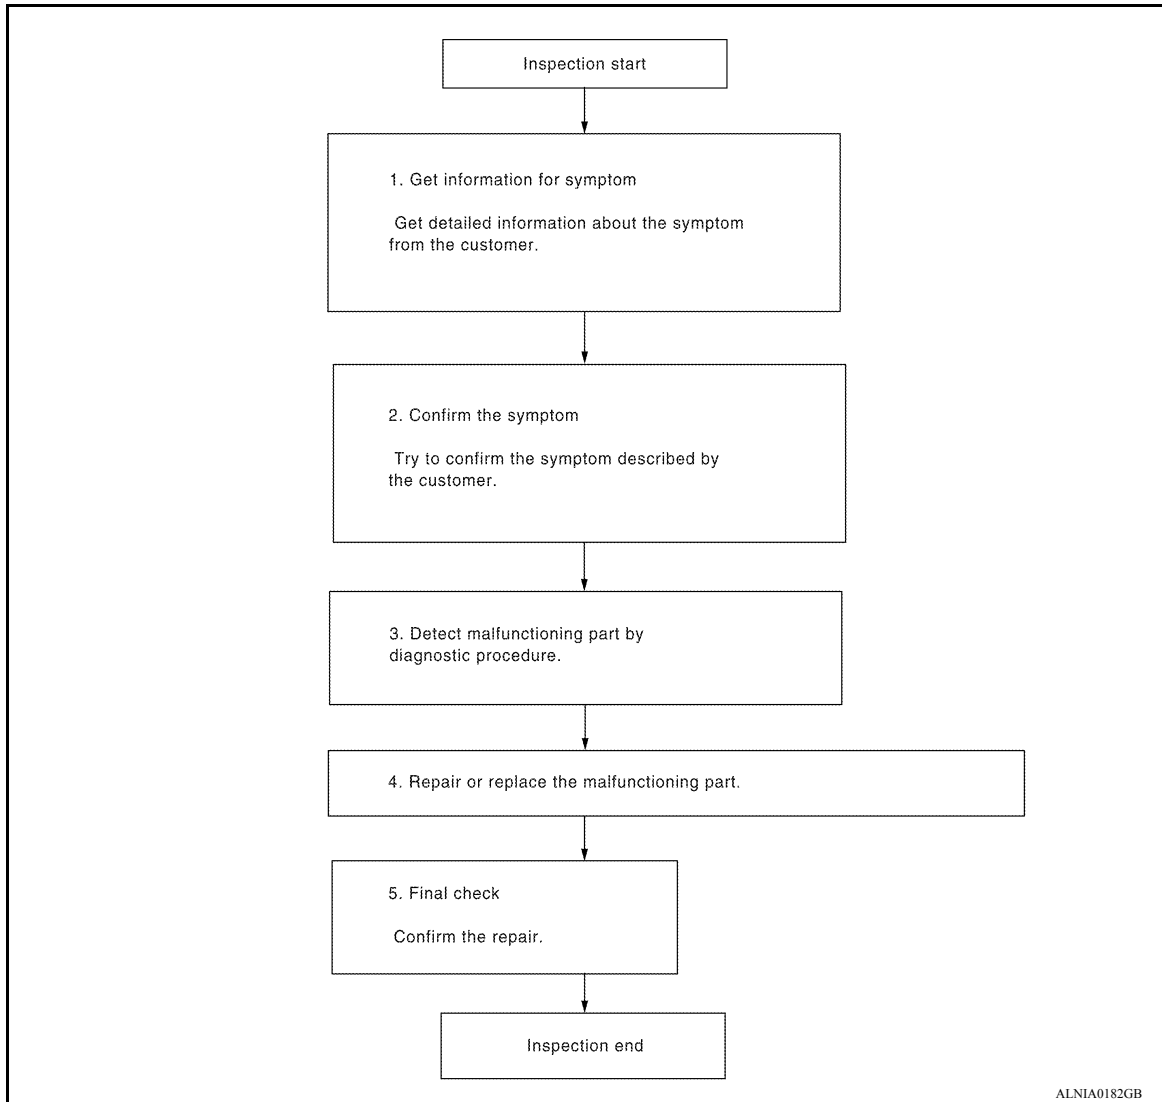 Inspection start
1. Get information for symptom
Get detailed information about the symptom
from the customer.
2. Confirm the symptom
Try to confirm the symptom described by
the customer.
3. Detect malfunctioning part by
diagnostic procedure.
4. Repair or replace the malfunctioning part.
5. Final check
Confirm the repair.
Inspection end
ALNIA0182GB